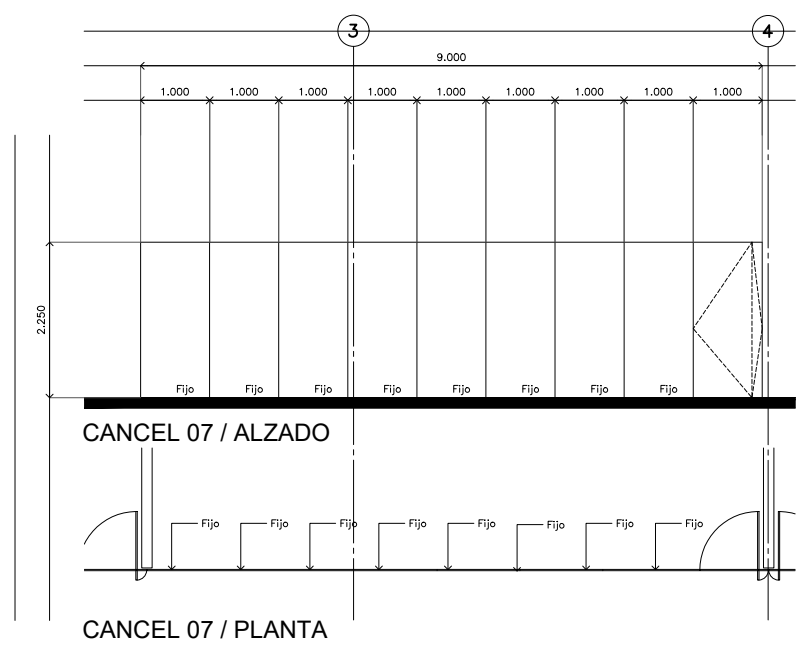 3 4
9.000
1.000 1.000 1.000 1.000 1.000 1.000 1.000 1.000 1.000
2.250
Fijo Fijo Fijo Fijo Fijo Fijo Fijo Fijo
CANCEL 07 / ALZADO
Fijo Fijo Fijo Fijo Fijo Fijo Fijo Fijo
CANCEL 07 / PLANTA